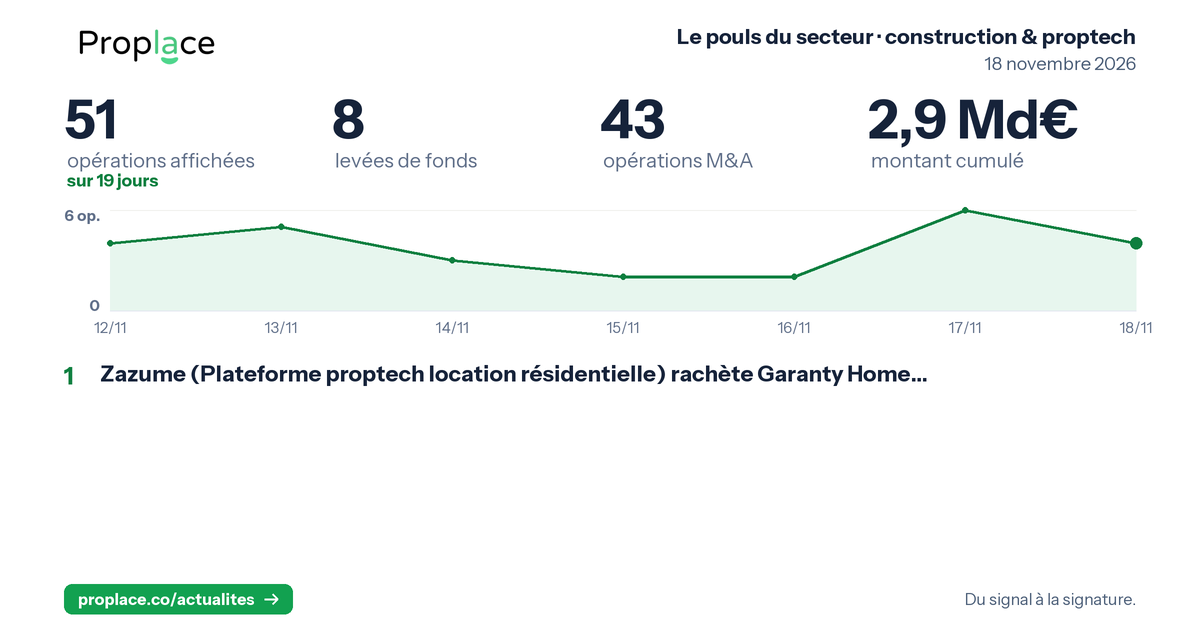 Proplace
Le pouls du secteur · construction & proptech
18 novembre 2026
51
opérations affichées
sur 19 jours
8
levées de fonds
43
opérations M&A
2,9 Md€
montant cumulé
6 op.
0
12/11
13/11
14/11
15/11
16/11
17/11
18/11
1 Zazume (Plateforme proptech location résidentielle) rachète Garanty Home...
proplace.co/actualites →
Du signal à la signature.